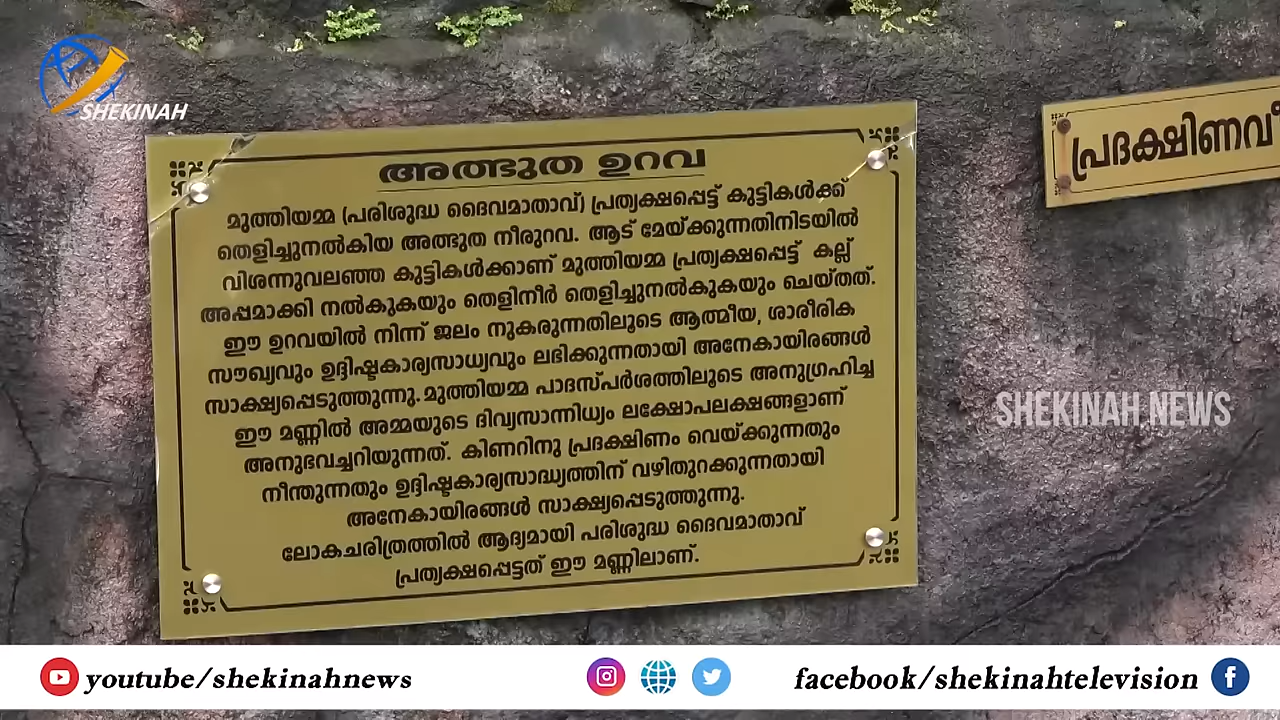 SHEKINAH
അത്ഭുത ഉറവ
മുത്തിയമ്മ (പരിശുദ്ധ ദൈവമാതാവ്) പ്രത്യക്ഷപ്പെട്ട് കുട്ടികൾക്ക്
തെളിച്ചുനൽകിയ അത്ഭുത നീരുറവ. ആട് മേയ്ക്കുന്നതിനിടയിൽ
വിശന്നുവലഞ്ഞ കുട്ടികൾക്കാണ് മുത്തിയമ്മ പ്രത്യക്ഷപ്പെട്ട് കല്ല്
അപ്പമാക്കി നൽകുകയും തെളിനീർ തെളിച്ചുനൽകുകയും ചെയ്തത്.
ഈ ഉറവയിൽ നിന്ന് ജലം നുകരുന്നതിലൂടെ ആത്മീയ, ശാരീരിക
സൗഖ്യവും ഉദ്ദിഷ്ടകാര്യസാധ്യവും ലഭിക്കുന്നതായി അനേകായിരങ്ങൾ
സാക്ഷ്യപ്പെടുത്തുന്നു. മുത്തിയമ്മ പാദസ്പർശത്തിലൂടെ അനുഗ്രഹിച്ച
ഈ മണ്ണിൽ അമ്മയുടെ ദിവ്യസാന്നിധ്യം ലക്ഷോപലക്ഷങ്ങളാണ്
അനുഭവച്ചറിയുന്നത്. കിണറിനു പ്രദക്ഷിണം വെയ്ക്കുന്നതും
നീന്തുന്നതും ഉദ്ദിഷ്ടകാര്യസാദ്ധ്യത്തിന് വഴിതുറക്കുന്നതായി
അനേകായിരങ്ങൾ സാക്ഷ്യപ്പെടുത്തുന്നു.
ലോകചരിത്രത്തിൽ ആദ്യമായി പരിശുദ്ധ ദൈവമാതാവ്
പ്രത്യക്ഷപ്പെട്ടത് ഈ മണ്ണിലാണ്.
പ്രദക്ഷിണവീ
SHEKINAH NEWS
youtube/shekinahnews
facebook/shekinahtelevision